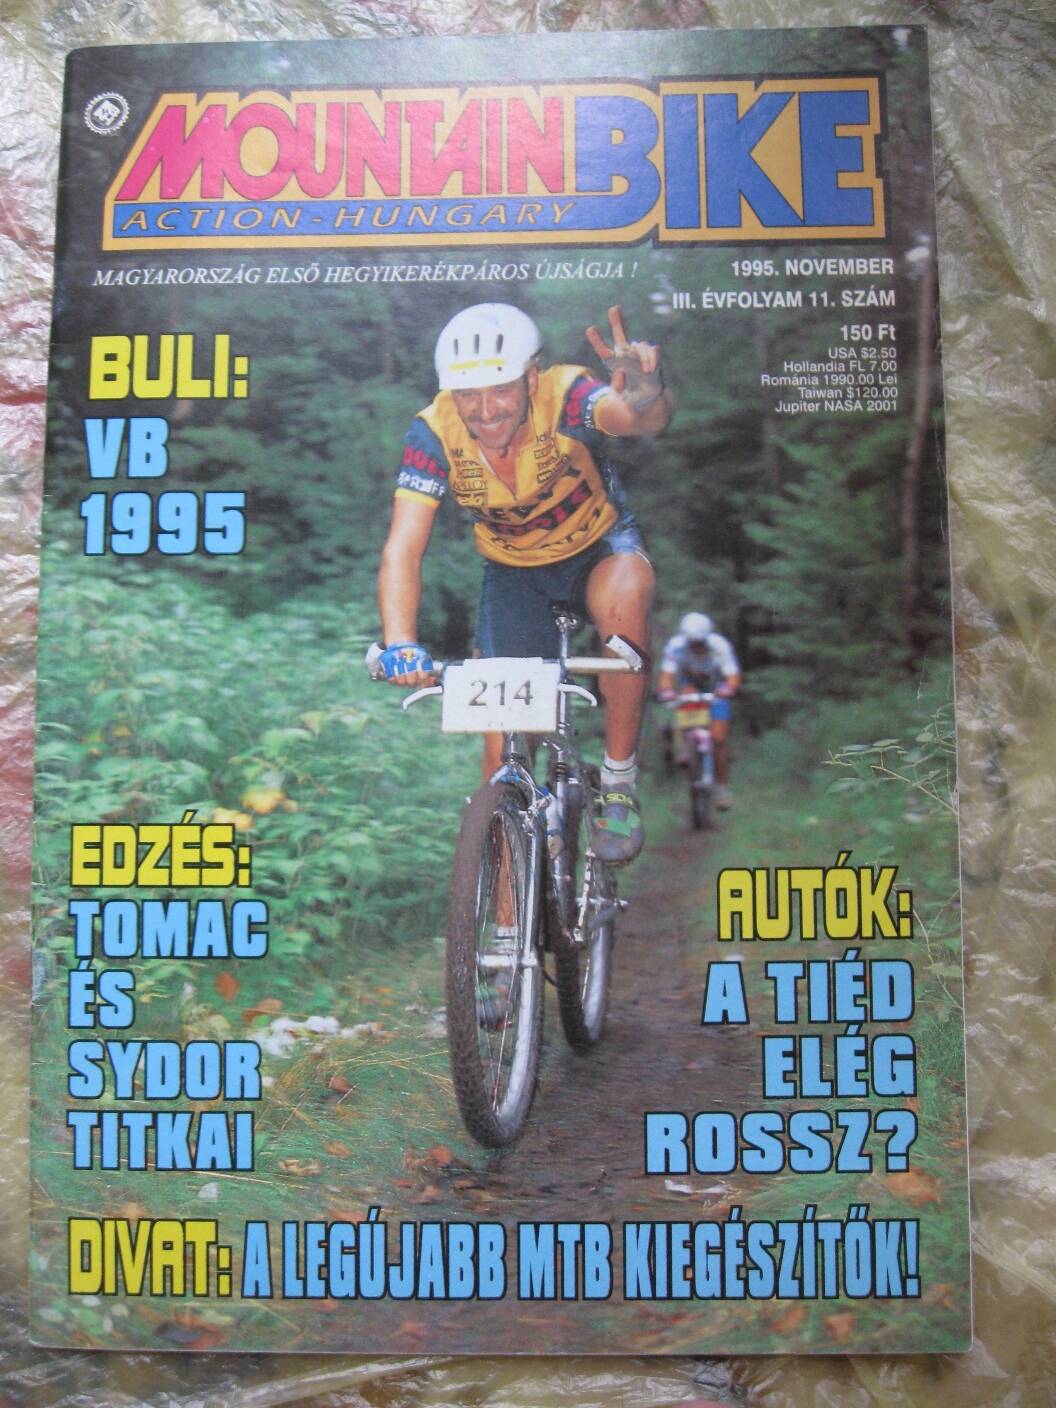 MOUNTAIN BIKE
ACTION-HUNGARY
MAGYARORSZÁG ELSŐ HEGYIKERÉKPÁROS ÚJSÁGJA !
1995. NOVEMBER
III. ÉVFOLYAM 11. SZÁM
150 Ft
USA $2.50
Hollandia FL 7.00
Románia 1990.00 Lei
Taiwan $120.00
Jupiter NASA 2001
BULI:
VB
1995
214
EDZÉS:
TOMAC
ÉS
SYDOR
TITKAI
AUTÓK:
A TIÉD
ELÉG
ROSSZ?
DIVAT: A LEGÚJABB MTB KIEGÉSZÍTŐK!